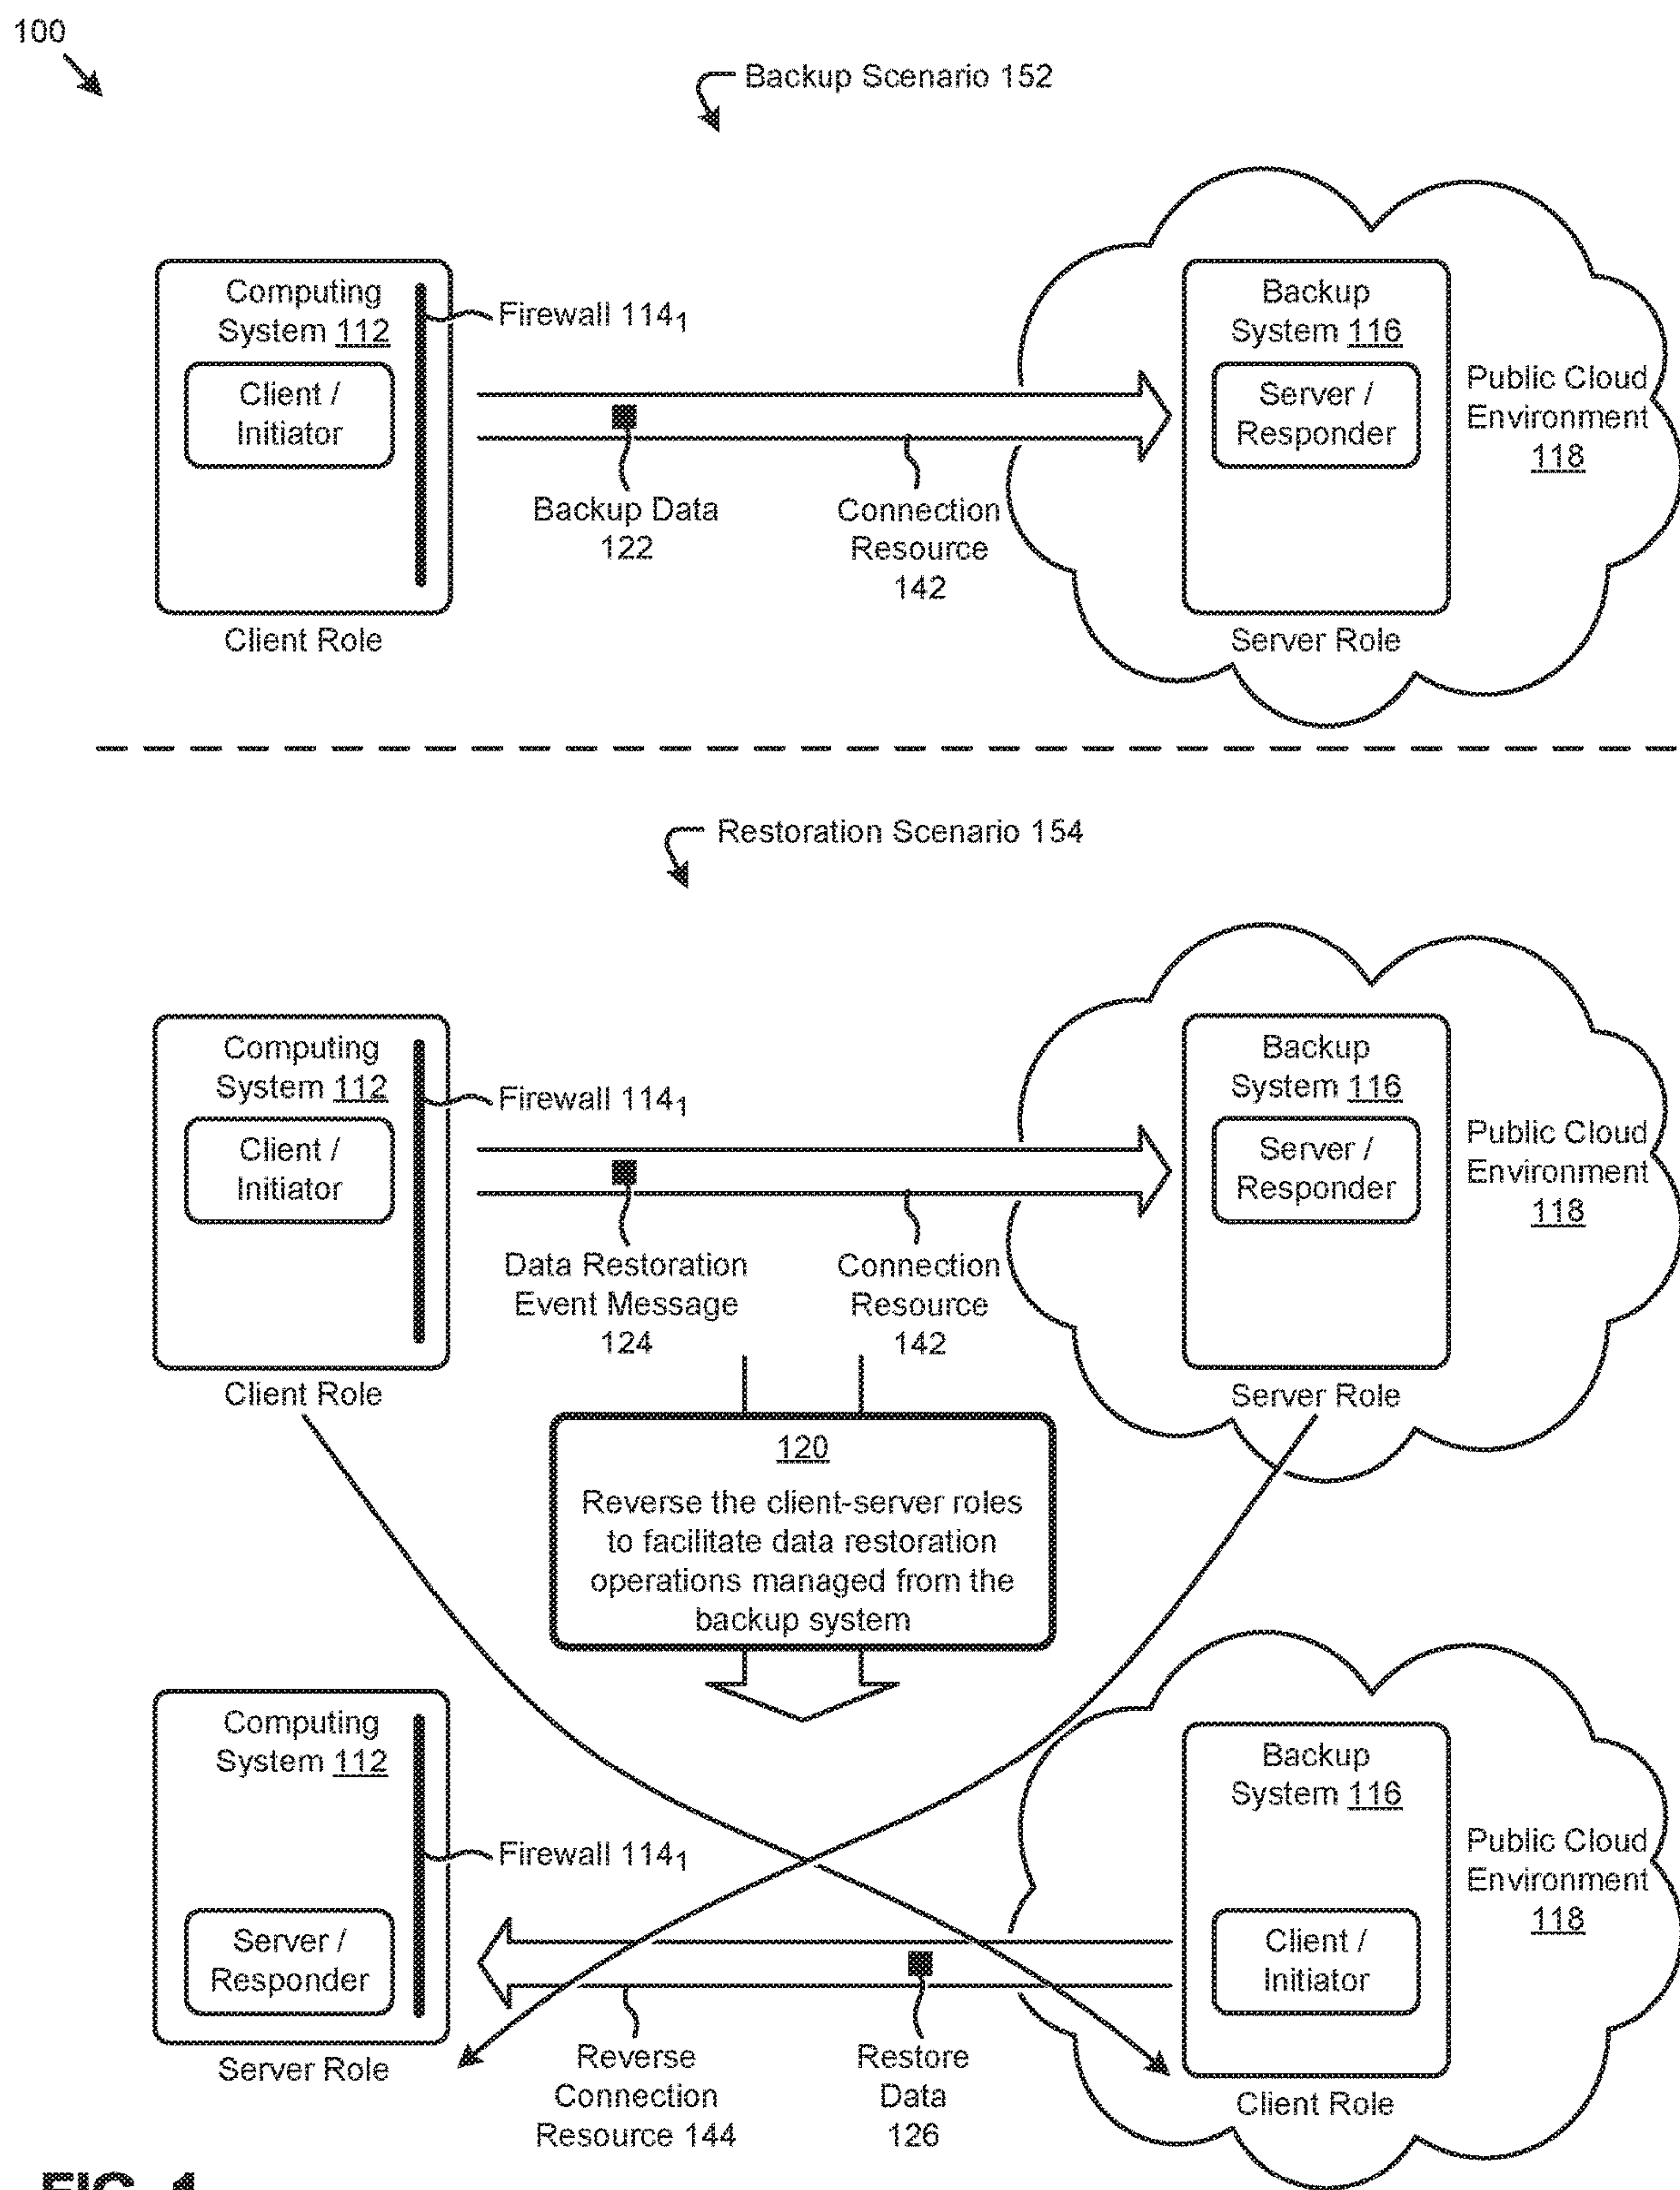 100
Backup Scenario 152
Computing
System 112
Client /
Initiator
Client Role
Firewall 114₁
Backup Data
122
Connection
Resource
142
Backup
System 116
Server /
Responder
Server Role
Public Cloud
Environment
118
Restoration Scenario 154
Computing
System 112
Client /
Initiator
Client Role
Firewall 114₁
Data Restoration
Event Message
124
Connection
Resource
142
Backup
System 116
Server /
Responder
Server Role
Public Cloud
Environment
118
120
Reverse the client-server roles
to facilitate data restoration
operations managed from the
backup system
Computing
System 112
Server /
Responder
Server Role
Firewall 114₁
Reverse
Connection
Resource 144
Restore
Data
126
Backup
System 116
Client /
Initiator
Client Role
Public Cloud
Environment
118
FIG. 1